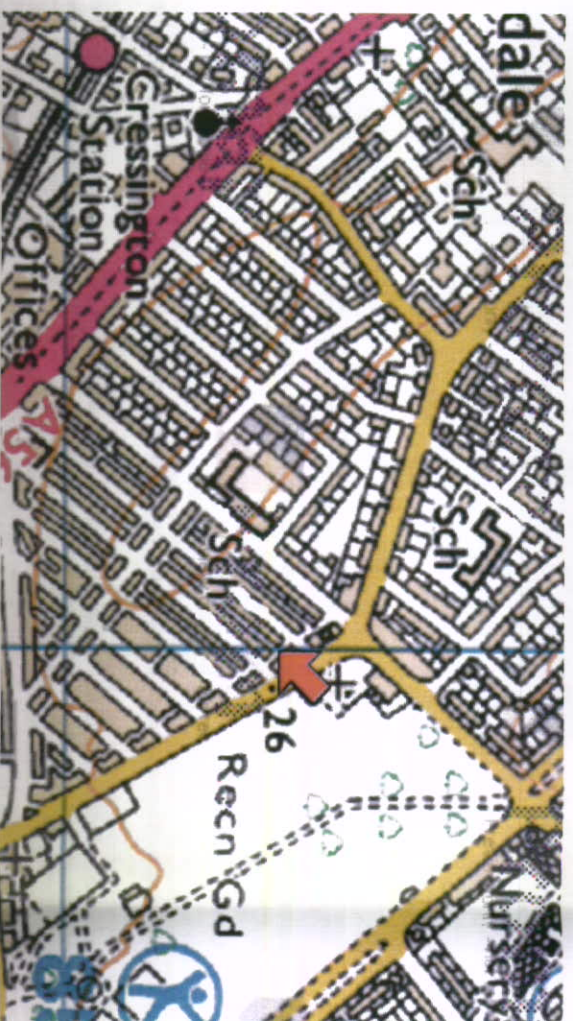 dale
Sch
Cressington
Station
Offices
Sch
Sch
26
Recn Gd
Nursery